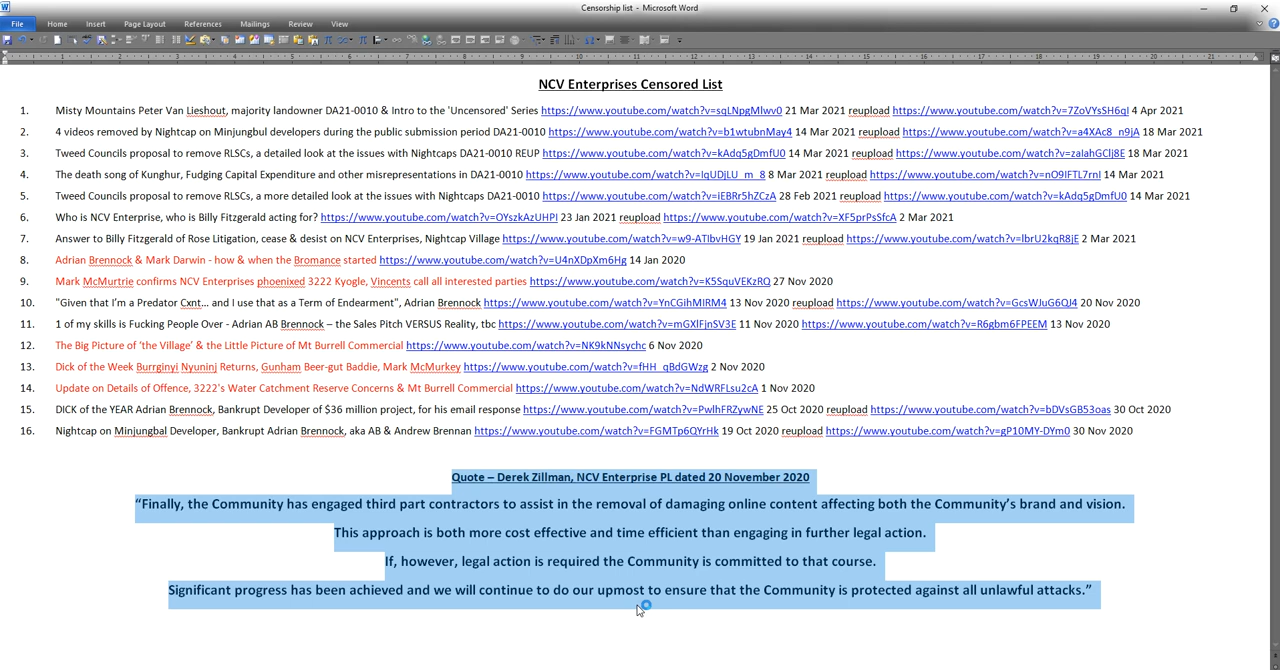 Censorship list - Microsoft Word
File Home Insert Page Layout References Mailings Review View
NCV Enterprises Censored List
1. Misty Mountains Peter Van Lieshout, majority landowner DA21-0010 & Intro to the 'Uncensored' Series https://www.youtube.com/watch?v=sqLNpgMlwv0 21 Mar 2021 reupload https://www.youtube.com/watch?v=7ZoVYsSH6qI 4 Apr 2021
2. 4 videos removed by Nightcap on Minjungbul developers during the public submission period DA21-0010 https://www.youtube.com/watch?v=b1wtubnMay4 14 Mar 2021 reupload https://www.youtube.com/watch?v=a4XAc8_n9jA 18 Mar 2021
3. Tweed Councils proposal to remove RLSCs, a detailed look at the issues with Nightcaps DA21-0010 REUP https://www.youtube.com/watch?v=kAdq5gDmfU0 14 Mar 2021 reupload https://www.youtube.com/watch?v=zaIahGClj8E 18 Mar 2021
4. The death song of Kunghur, Fudging Capital Expenditure and other misrepresentations in DA21-0010 https://www.youtube.com/watch?v=IqUDjLU_m_8 8 Mar 2021 reupload https://www.youtube.com/watch?v=nO9IFTL7rnI 14 Mar 2021
5. Tweed Councils proposal to remove RLSCs, a more detailed look at the issues with Nightcaps DA21-0010 https://www.youtube.com/watch?v=iEBRr5hZCzA 28 Feb 2021 reupload https://www.youtube.com/watch?v=kAdq5gDmfU0 14 Mar 2021
6. Who is NCV Enterprise, who is Billy Fitzgerald acting for? https://www.youtube.com/watch?v=OYszkAzUHPI 23 Jan 2021 reupload https://www.youtube.com/watch?v=XF5prPsSfcA 2 Mar 2021
7. Answer to Billy Fitzgerald of Rose Litigation, cease & desist on NCV Enterprises, Nightcap Village https://www.youtube.com/watch?v=w9-ATIbvHGY 19 Jan 2021 reupload https://www.youtube.com/watch?v=lbrU2kqR8jE 2 Mar 2021
8. Adrian Brennock & Mark Darwin - how & when the Bromance started https://www.youtube.com/watch?v=U4nXDpXm6Hg 14 Jan 2020
9. Mark McMurtrie confirms NCV Enterprises phoenixed 3222 Kyogle, Vincents call all interested parties https://www.youtube.com/watch?v=K5SquVEKzRQ 27 Nov 2020
10. "Given that I'm a Predator Cxnt... and I use that as a Term of Endearment", Adrian Brennock https://www.youtube.com/watch?v=YnCGihMIRM4 13 Nov 2020 reupload https://www.youtube.com/watch?v=GcsWJuG6QJ4 20 Nov 2020
11. 1 of my skills is Fucking People Over - Adrian AB Brennock – the Sales Pitch VERSUS Reality, tbc https://www.youtube.com/watch?v=mGXlFjnSV3E 11 Nov 2020 https://www.youtube.com/watch?v=R6gbm6FPEEM 13 Nov 2020
12. The Big Picture of 'the Village' & the Little Picture of Mt Burrell Commercial https://www.youtube.com/watch?v=NK9kNNsychc 6 Nov 2020
13. Dick of the Week Burrginyi Nyuninj Returns, Gunham Beer-gut Baddie, Mark McMurkey https://www.youtube.com/watch?v=fHH_qBdGWzg 2 Nov 2020
14. Update on Details of Offence, 3222's Water Catchment Reserve Concerns & Mt Burrell Commercial https://www.youtube.com/watch?v=NdWRFLsu2cA 1 Nov 2020
15. DICK of the YEAR Adrian Brennock, Bankrupt Developer of $36 million project, for his email response https://www.youtube.com/watch?v=PwlhFRZywNE 25 Oct 2020 reupload https://www.youtube.com/watch?v=bDVsGB53oas 30 Oct 2020
16. Nightcap on Minjungbal Developer, Bankrupt Adrian Brennock, aka AB & Andrew Brennan https://www.youtube.com/watch?v=FGMTp6QYrHk 19 Oct 2020 reupload https://www.youtube.com/watch?v=gP10MY-DYm0 30 Nov 2020
Quote – Derek Zillman, NCV Enterprise PL dated 20 November 2020
“Finally, the Community has engaged third part contractors to assist in the removal of damaging online content affecting both the Community’s brand and vision.
This approach is both more cost effective and time efficient than engaging in further legal action.
If, however, legal action is required the Community is committed to that course.
Significant progress has been achieved and we will continue to do our upmost to ensure that the Community is protected against all unlawful attacks.”